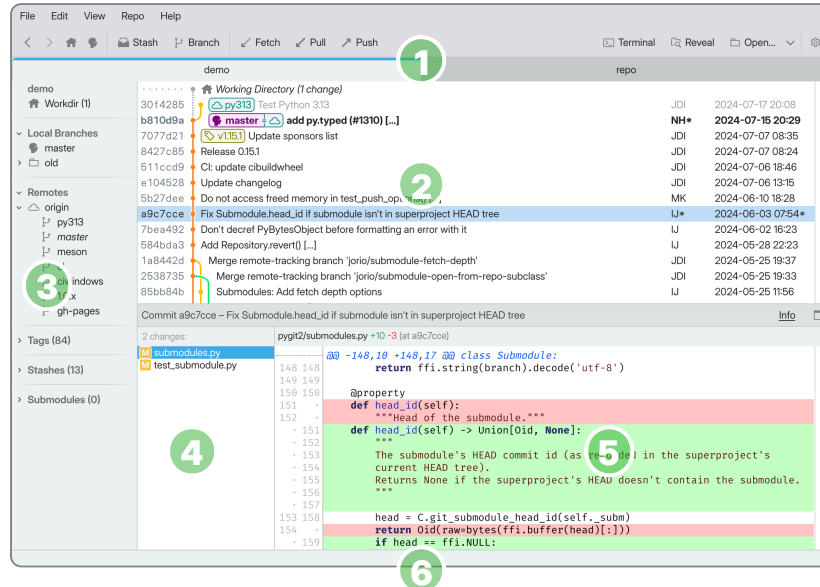 File Edit View Repo Help
Stash Branch Fetch Pull Push Terminal Reveal Open...
1
demo repo
demo
Workdir (1)
Local Branches
master
old
Remotes
origin
py313
master
meson
windows
gh-pages
3
Tags (84)
Stashes (13)
Submodules (0)
Working Directory (1 change)
30f4285 py313 Test Python 3.13 JDI 2024-07-17 20:08
b810d9a master add py.typed (#1310) [...] NH* 2024-07-15 20:29
7077d21 v1.15.1 Update sponsors list JDI 2024-07-07 08:35
8427c85 Release 0.15.1 JDI 2024-07-07 08:24
511ccd9 CI: update cibuildwheel JDI 2024-07-06 18:46
e104528 Update changelog JDI 2024-07-06 13:15
5b27dee Do not access freed memory in test_push_options() [...] MK 2024-06-10 18:28
2
a9c7cce Fix Submodule.head_id if submodule isn't in superproject HEAD tree IJ* 2024-06-03 07:54*
7bea492 Don't decref PyBytesObject before formatting an error with it IJ 2024-06-02 16:23
584bda3 Add Repository.revert() [...] IJ 2024-05-28 22:23
1a8442d Merge remote-tracking branch 'jorio/submodule-fetch-depth' JDI 2024-05-25 19:37
2538735 Merge remote-tracking branch 'jorio/submodule-open-from-repo-subclass' JDI 2024-05-25 19:33
85bb84b Submodules: Add fetch depth options IJ 2024-05-25 11:56
Commit a9c7cce – Fix Submodule.head_id if submodule isn't in superproject HEAD tree Info
2 changes:
M submodules.py
M test_submodule.py
4
pygit2/submodules.py +10 -3 (at a9c7cce)
@@ -148,10 +148,17 @@ class Submodule:
148 148 return ffi.string(branch).decode('utf-8')
149 149
150 150 @property
151 · def head_id(self):
152 · """Head of the submodule."""
· 151 def head_id(self) -> Union[Oid, None]:
· 152 """
· 153 The submodule's HEAD commit id (as in the superproject's
· 154 current HEAD tree).
· 155 Returns None if the superproject's HEAD doesn't contain the submodule.
· 156 """
· 157
5
153 158 head = C.git_submodule_head_id(self._subm)
154 · return Oid(raw=bytes(ffi.buffer(head)[:]))
· 159 if head == ffi.NULL:
6